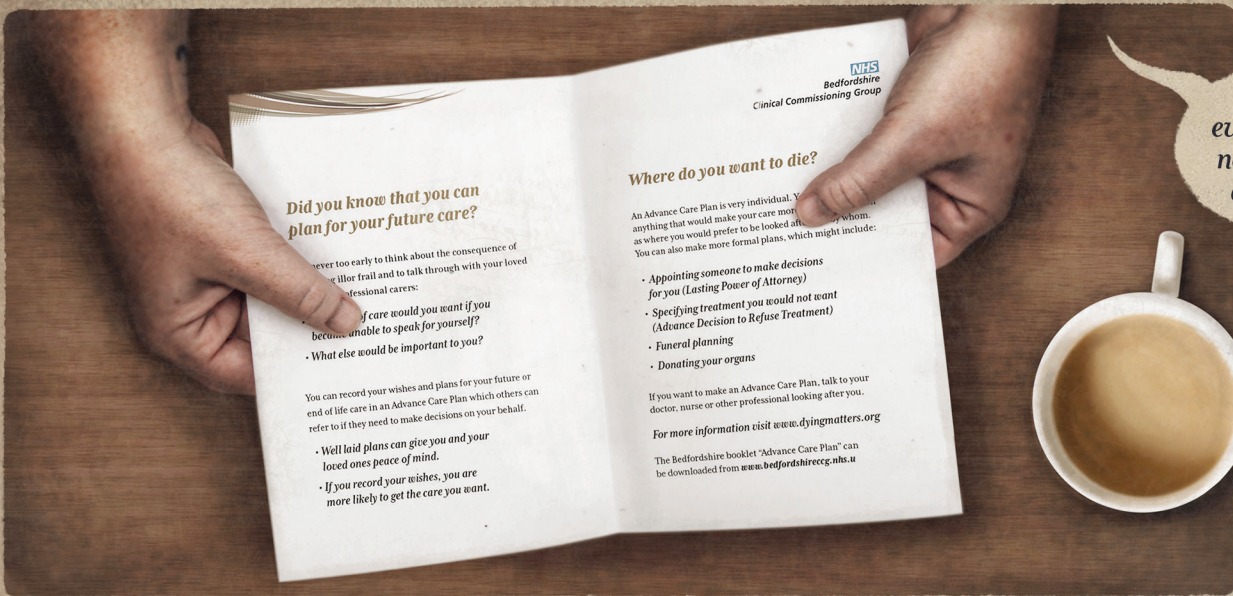 Did you know that you can
plan for your future care?
never too early to think about the consequence of
illor frail and to talk through with your loved
professional carers:
of care would you want if you
became unable to speak for yourself?
• What else would be important to you?
You can record your wishes and plans for your future or
end of life care in an Advance Care Plan which others can
refer to if they need to make decisions on your behalf.
• Well laid plans can give you and your
loved ones peace of mind.
• If you record your wishes, you are
more likely to get the care you want.
NHS
Bedfordshire
Clinical Commissioning Group
Where do you want to die?
An Advance Care Plan is very individual.
anything that would make your care more
as where you would prefer to be looked after by whom.
You can also make more formal plans, which might include:
• Appointing someone to make decisions
for you (Lasting Power of Attorney)
• Specifying treatment you would not want
(Advance Decision to Refuse Treatment)
• Funeral planning
• Donating your organs
If you want to make an Advance Care Plan, talk to your
doctor, nurse or other professional looking after you.
For more information visit www.dyingmatters.org
The Bedfordshire booklet “Advance Care Plan” can
be downloaded from www.bedfordshireccg.nhs.u